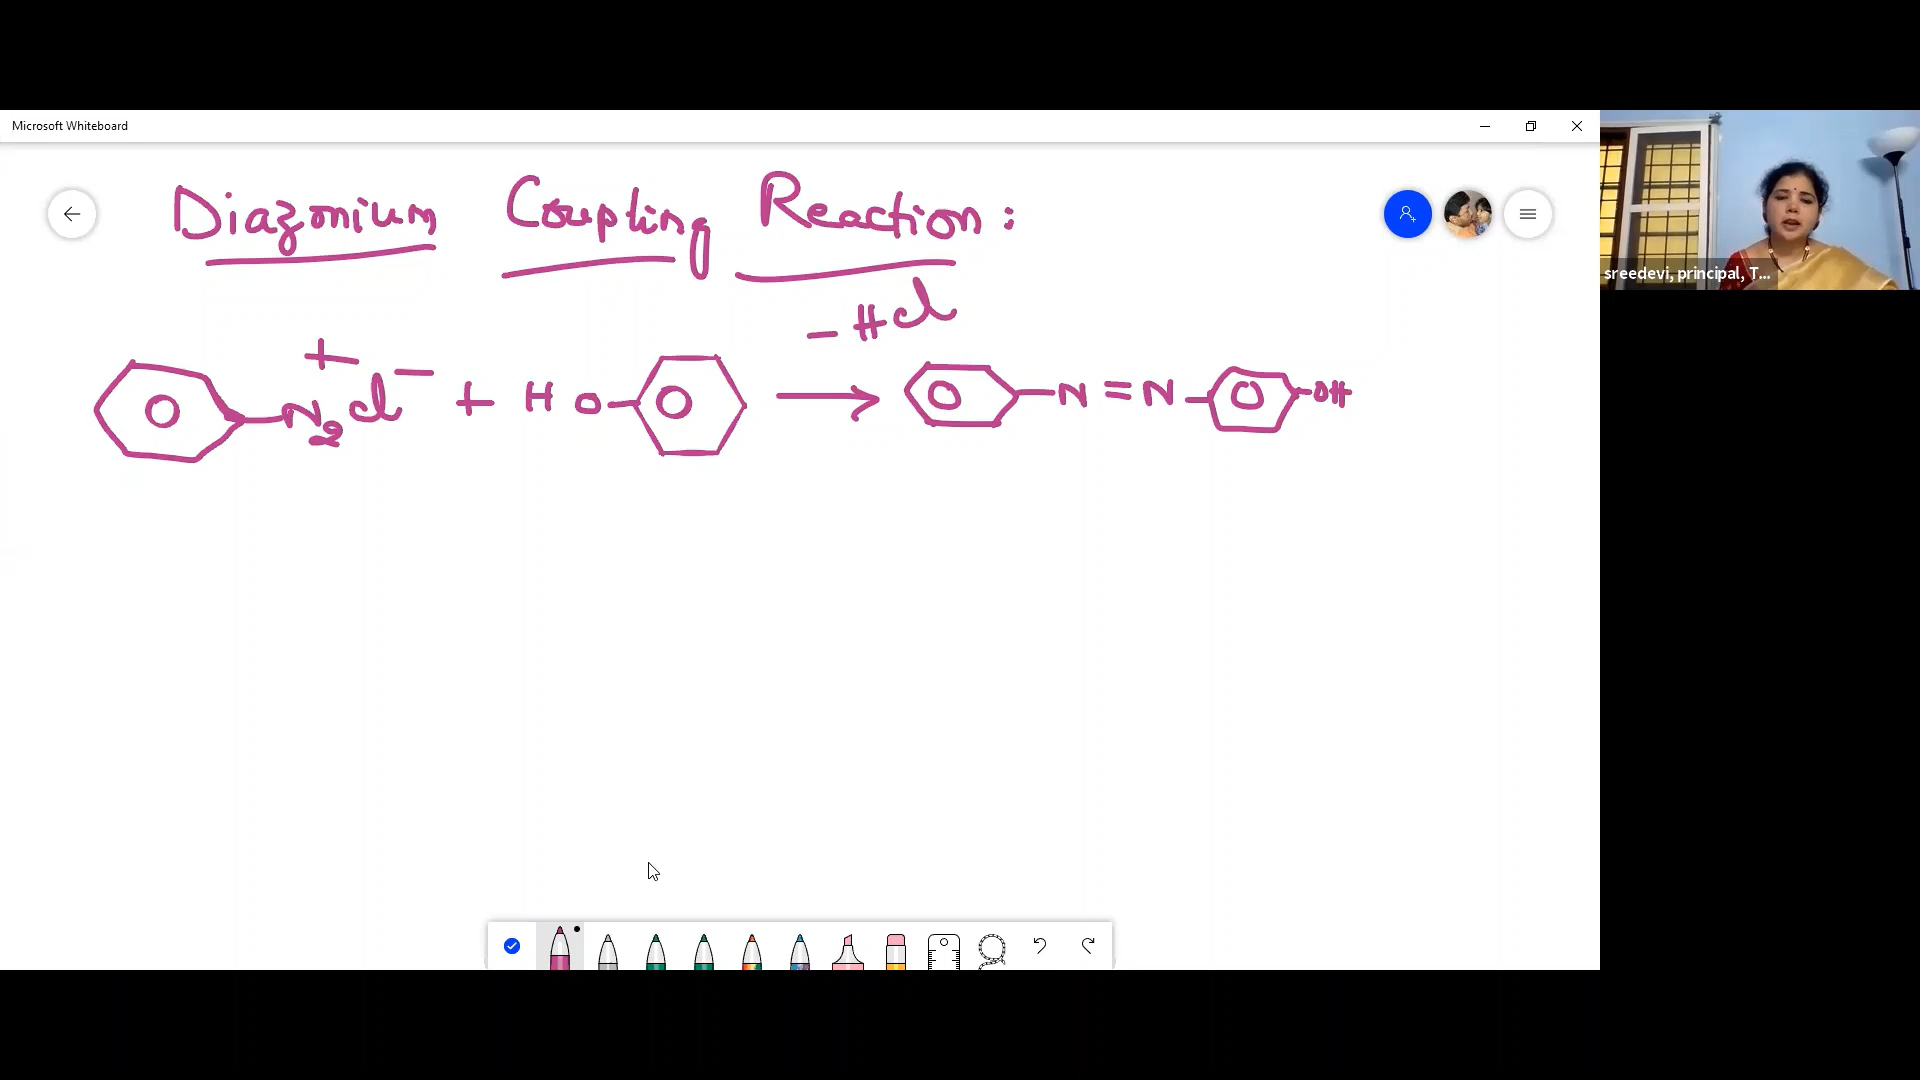 Microsoft Whiteboard
Diazonium Coupling Reaction:
- HCl
N₂⁺ Cl⁻ + HO → N = N OH
sreedevi, principal, T...